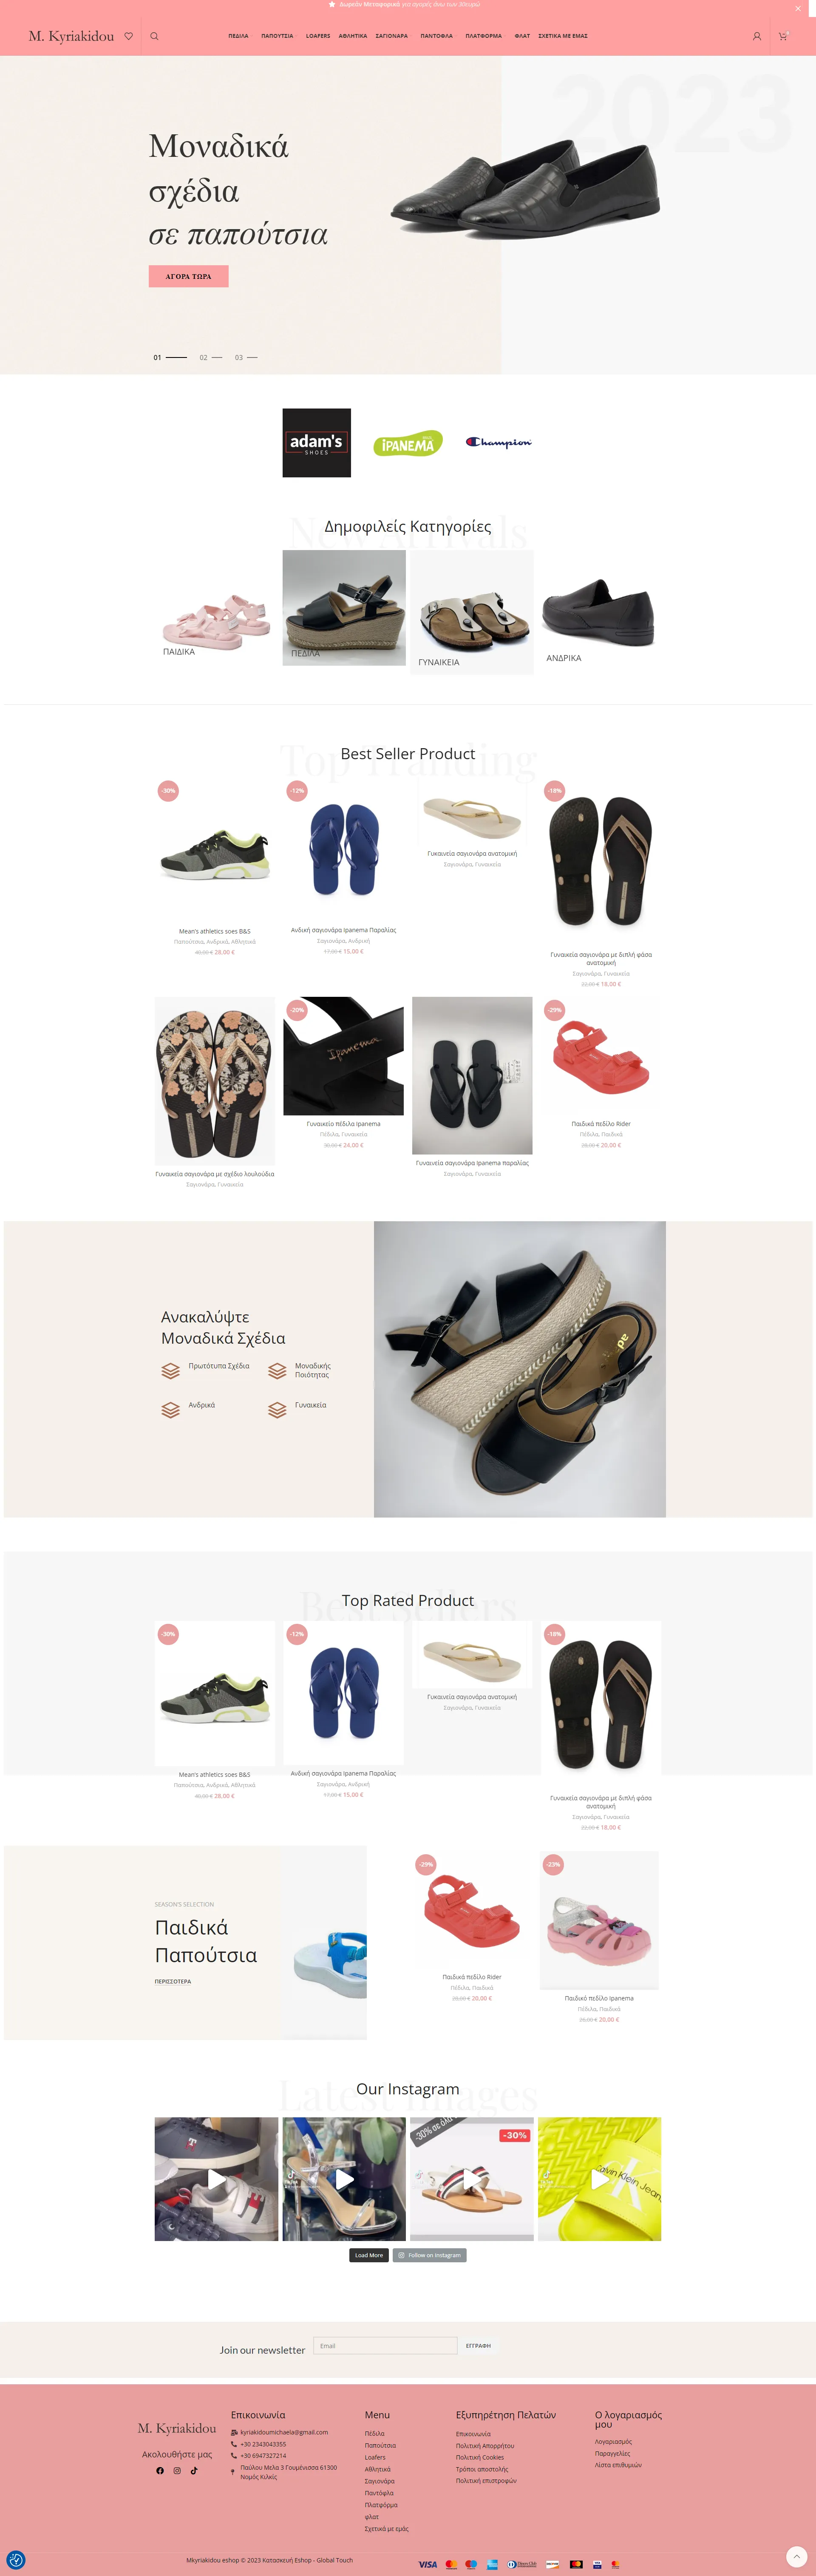 Δωρεάν Μεταφορικά για αγορές άνω των 30ευρώ
M. Kyriakidou
ΠΕΔΙΛΑ ΠΑΠΟΥΤΣΙΑ LOAFERS ΑΘΛΗΤΙΚΑ ΣΑΓΙΟΝΑΡΑ ΠΑΝΤΟΦΛΑ ΠΛΑΤΦΟΡΜΑ ΦΛΑΤ ΣΧΕΤΙΚΑ ΜΕ ΕΜΑΣ
2023
Μοναδικά
σχέδια
σε παπούτσια
ΑΓΟΡΑ ΤΩΡΑ
01 02 03
adam's
SHOES
iPANEMA
Champion
New Arrivals
Δημοφιλείς Κατηγορίες
ΠΑΙΔΙΚΑ
ΠΕΔΙΛΑ
ΓΥΝΑΙΚΕΙΑ
ΑΝΔΡΙΚΑ
Top Tranding
Best Seller Product
-30%
-12%
-18%
Mean's athletics soes B&S
Παπούτσια, Ανδρικά, Αθλητικά
40,00 € 28,00 €
Ανδική σαγιονάρα Ipanema Παραλίας
Σαγιονάρα, Ανδρική
17,00 € 15,00 €
Γυκαινεία σαγιονάρα ανατομική
Σαγιονάρα, Γυναικεία
Γυναικεία σαγιονάρα με διπλή φάσα
ανατομική
Σαγιονάρα, Γυναικεία
22,00 € 18,00 €
-20%
-29%
Γυναικεία σαγιονάρα με σχέδιο λουλούδια
Σαγιονάρα, Γυναικεία
Ipanema
Γυναικείο πέδιλο Ipanema
Πέδιλα, Γυναικεία
30,00 € 24,00 €
Γυναινεία σαγιονάρα Ipanema παραλίας
Σαγιονάρα, Γυναικεία
Παιδικά πεδίλο Rider
Πέδιλα, Παιδικά
28,00 € 20,00 €
Ανακαλύψτε
Μοναδικά Σχέδια
Πρωτότυπα Σχέδια
Μοναδικής
Ποιότητας
Ανδρικά
Γυναικεία
ad
Best Sellers
Top Rated Product
-30%
-12%
-18%
Mean's athletics soes B&S
Παπούτσια, Ανδρικά, Αθλητικά
40,00 € 28,00 €
Ανδική σαγιονάρα Ipanema Παραλίας
Σαγιονάρα, Ανδρική
17,00 € 15,00 €
Γυκαινεία σαγιονάρα ανατομική
Σαγιονάρα, Γυναικεία
Γυναικεία σαγιονάρα με διπλή φάσα
ανατομική
Σαγιονάρα, Γυναικεία
22,00 € 18,00 €
SEASON'S SELECTION
Παιδικά
Παπούτσια
ΠΕΡΙΣΣΟΤΕΡΑ
-29%
Παιδικά πεδίλο Rider
Πέδιλα, Παιδικά
28,00 € 20,00 €
-23%
Παιδικό πεδίλο Ipanema
Πέδιλα, Παιδικά
26,00 € 20,00 €
Latest Images
Our Instagram
-30% σε όλα
-30%
Calvin Klein Jeans
Load More
Follow on Instagram
Join our newsletter
Email
ΕΓΓΡΑΦΗ
M. Kyriakidou
Ακολουθήστε μας
Επικοινωνία
kyriakidoumichaela@gmail.com
+30 2343043355
+30 6947327214
Παύλου Μελα 3 Γουμένισσα 61300
Νομός Κιλκίς
Menu
Πέδιλα
Παπούτσια
Loafers
Αθλητικά
Σαγιονάρα
Παντόφλα
Πλατφόρμα
φλατ
Σχετικά με εμάς
Εξυπηρέτηση Πελατών
Επικοινωνία
Πολιτική Απορρήτου
Πολιτική Cookies
Τρόποι αποστολής
Πολιτική επιστροφών
Ο λογαριασμός
μου
Λογαριασμός
Παραγγελίες
Λίστα επιθυμιών
Mkyriakidou eshop © 2023 Κατασκευή Eshop - Global Touch
VISA